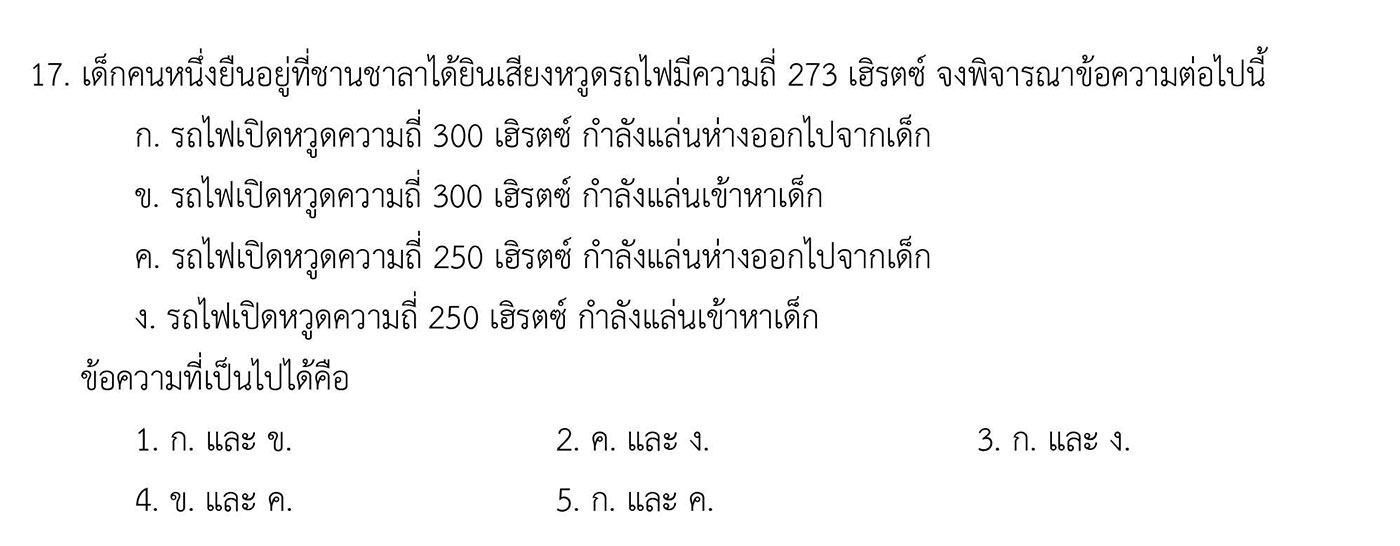 17. เด็กคนหนึ่งยืนอยู่ที่ชานชาลาได้ยินเสียงหวูดรถไฟมีความถี่ 273 เฮิรตซ์ จงพิจารณาข้อความต่อไปนี้
ก. รถไฟเปิดหวูดความถี่ 300 เฮิรตซ์ กำลังแล่นห่างออกไปจากเด็ก
ข. รถไฟเปิดหวูดความถี่ 300 เฮิรตซ์ กำลังแล่นเข้าหาเด็ก
ค. รถไฟเปิดหวูดความถี่ 250 เฮิรตซ์ กำลังแล่นห่างออกไปจากเด็ก
ง. รถไฟเปิดหวูดความถี่ 250 เฮิรตซ์ กำลังแล่นเข้าหาเด็ก
ข้อความที่เป็นไปได้คือ
1. ก. และ ข. 2. ค. และ ง. 3. ก. และ ง.
4. ข. และ ค. 5. ก. และ ค.